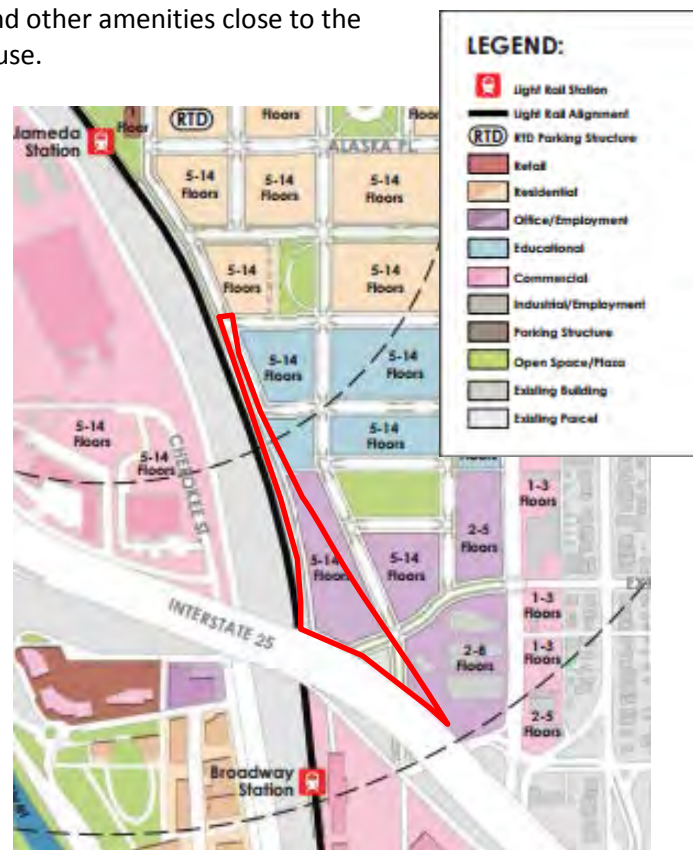 nd other amenities close to the
use.
LEGEND:
Light Rail Station
Light Rail Alignment
RTD
RTD Parking Structure
Retail
Residential
Office/Employment
Educational
Commercial
Industrial/Employment
Parking Structure
Open Space/Plaza
Existing Building
Existing Parcel
lameda
Station
Floor
RTD
Floors
Floor
ALASKA PL
5-14
Floors
5-14
Floors
5-14
Floors
5-14
Floors
5-14
Floors
5-14
Floors
5-14
Floors
5-14
Floors
5-14
Floors
5-14
Floors
CHEROKEE ST.
5-14
Floors
5-14
Floors
2-5
Floors
1-3
Floors
1-3
Floors
2-8
Floors
1-3
Floors
2-5
Floors
INTERSTATE 25
Broadway
Station